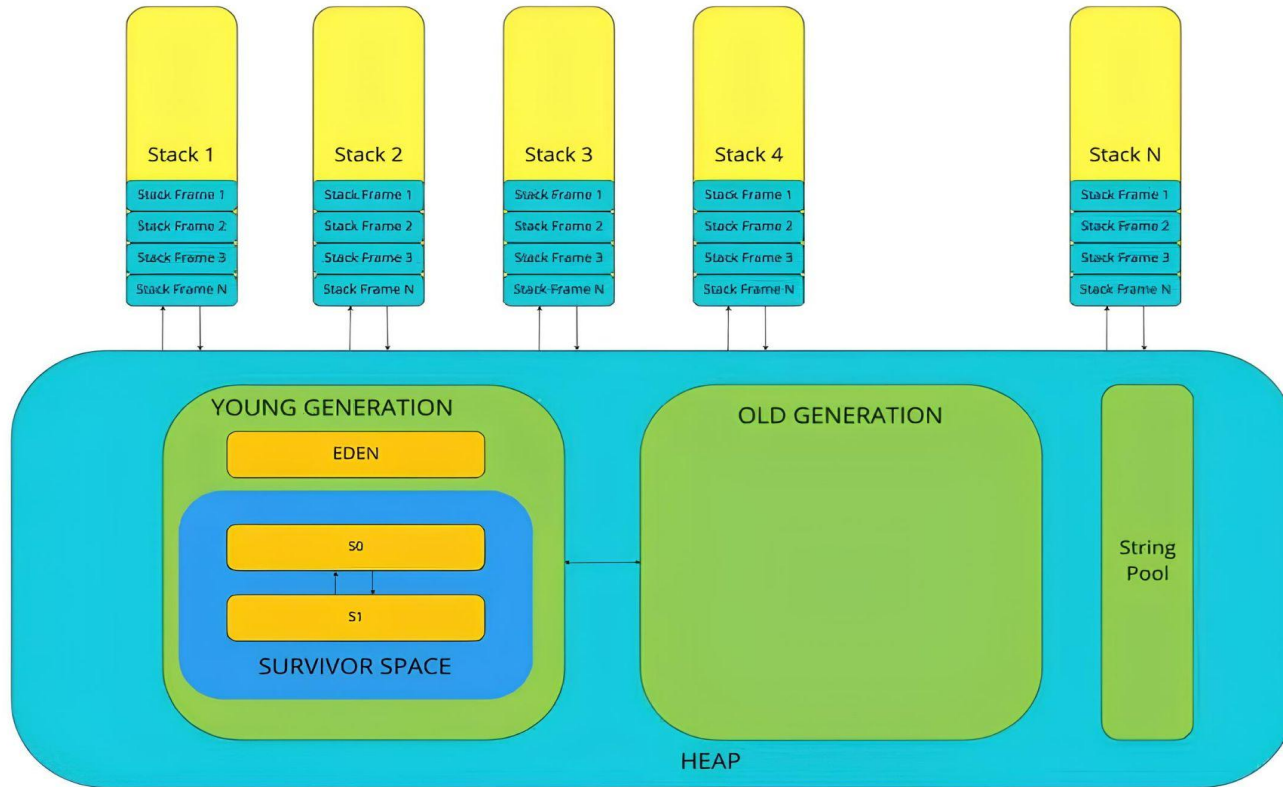 Stack 1
Stack 2
Stack 3
Stack 4
Stack N
Stack Frame 1
Stack Frame 1
Stack Frame 1
Stack Frame 1
Stack Frame 1
Stack Frame 2
Stack Frame 2
Stack Frame 2
Stack Frame 2
Stack Frame 2
Stack Frame 3
Stack Frame 3
Stack Frame 3
Stack Frame 3
Stack Frame 3
Stack Frame N
Stack Frame N
Stack Frame N
Stack Frame N
Stack Frame N
YOUNG GENERATION
EDEN
S0
S1
SURVIVOR SPACE
OLD GENERATION
String
Pool
HEAP